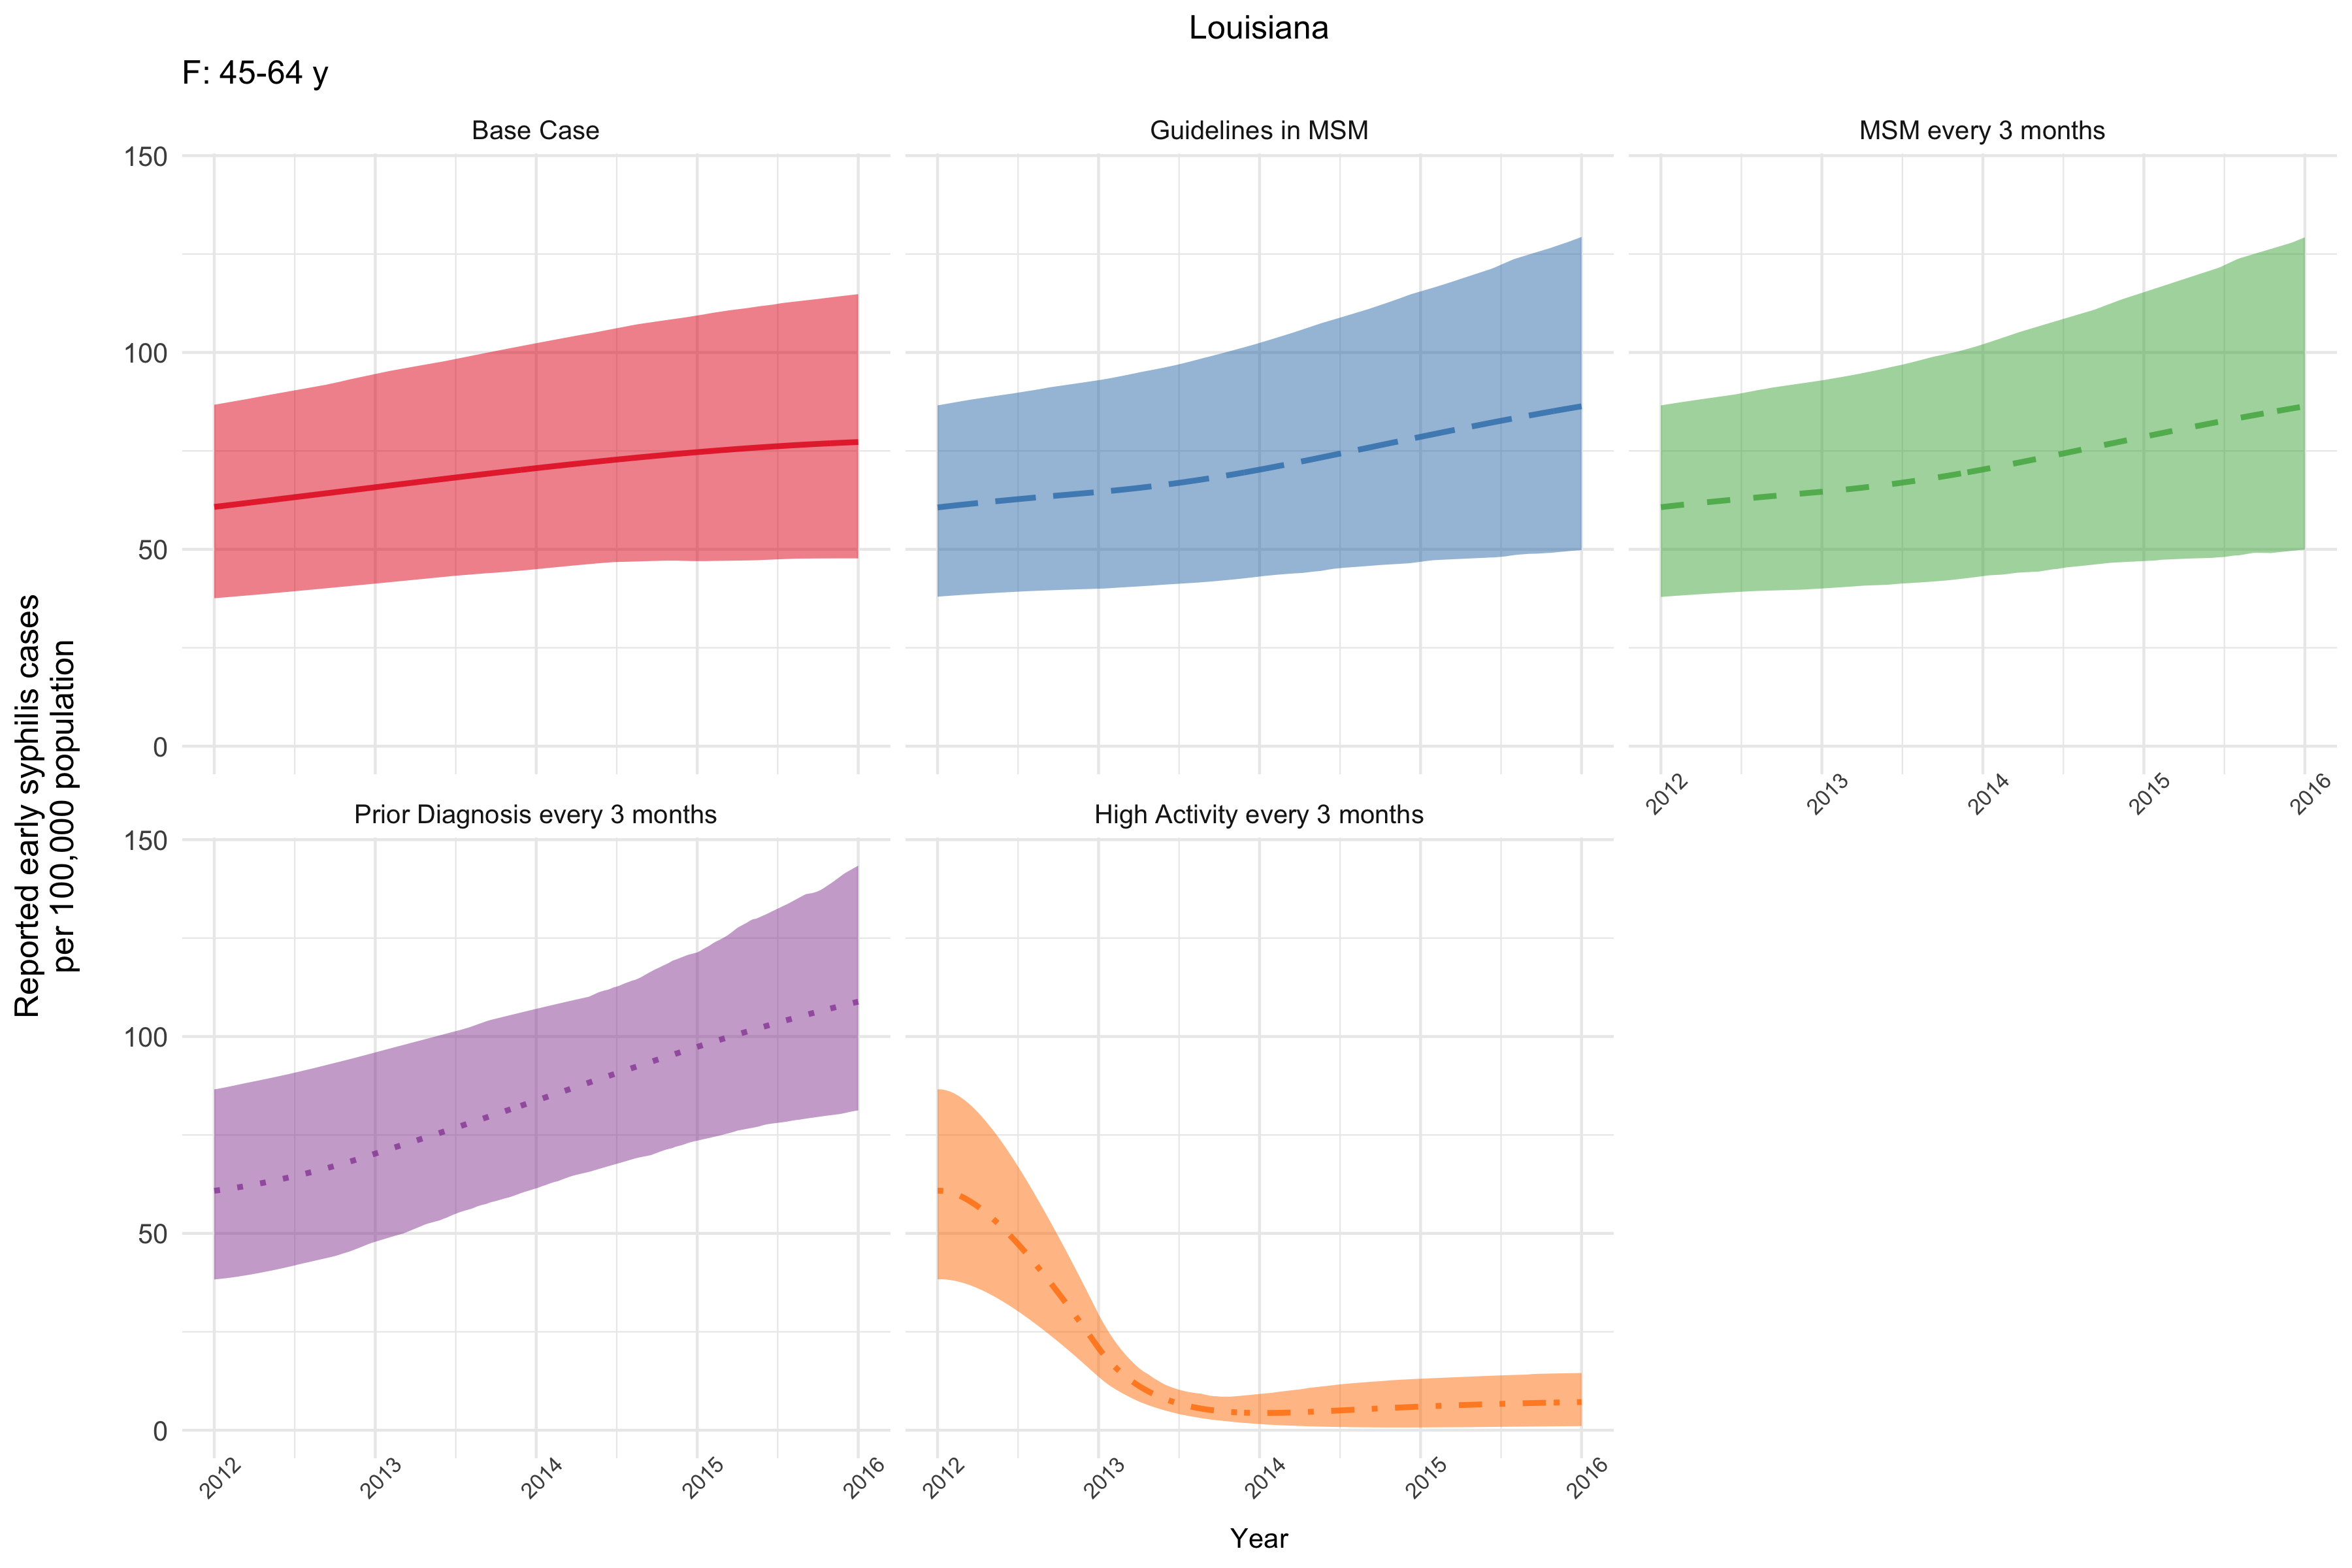 Louisiana
F: 45-64 y
Base Case
Guidelines in MSM
MSM every 3 months
150
100
50
0
2012
2013
2014
2015
2016
Reported early syphilis cases
per 100,000 population
Prior Diagnosis every 3 months
High Activity every 3 months
150
100
50
0
2012
2013
2014
2015
2016
2012
2013
2014
2015
2016
Year